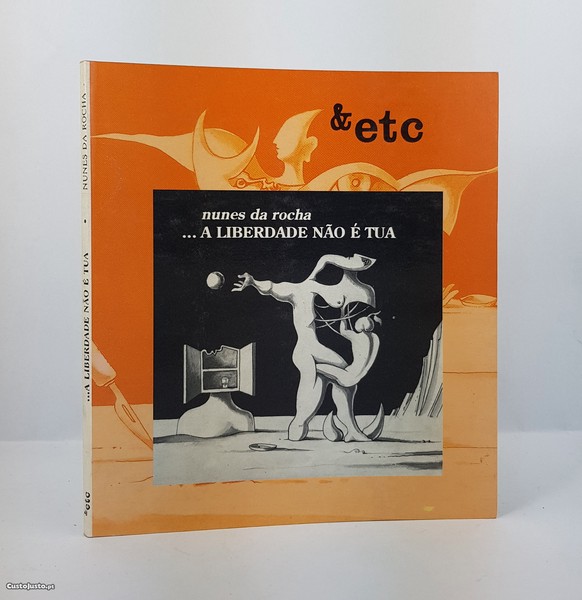 & etc
nunes da rocha
... A LIBERDADE NÃO É TUA
NUNES DA ROCHA
•
...A LIBERDADE NÃO É TUA
& etc
CustoJusto.pt